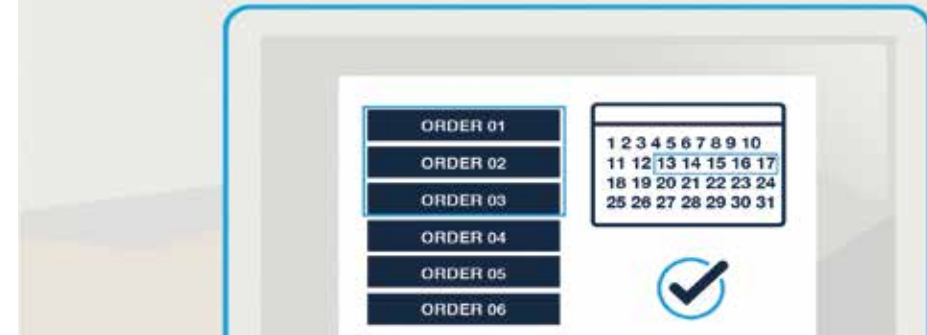 ORDER 01
ORDER 02
ORDER 03
ORDER 04
ORDER 05
ORDER 06
1 2 3 4 5 6 7 8 9 10
11 12 13 14 15 16 17
18 19 20 21 22 23 24
25 26 27 28 29 30 31